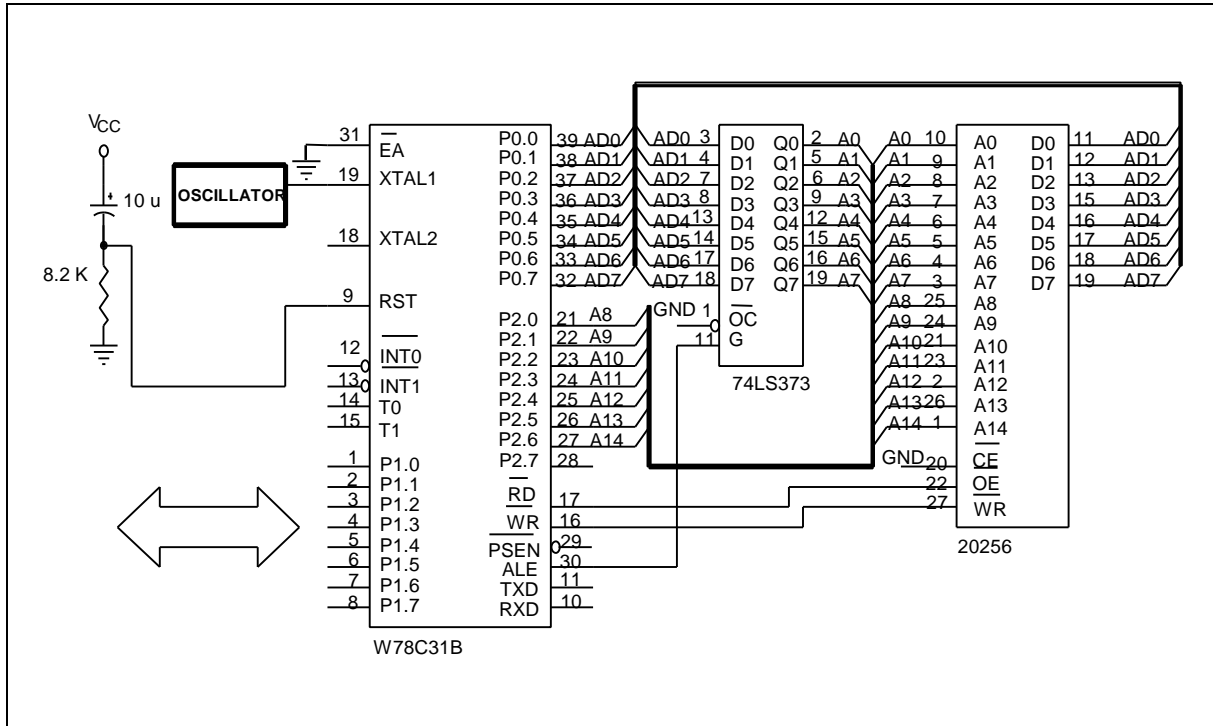 VCC
10 u
8.2 K
OSCILLATOR
31 EA
19 XTAL1
18 XTAL2
9 RST
12 INT0
13 INT1
14 T0
15 T1
1 P1.0
2 P1.1
3 P1.2
4 P1.3
5 P1.4
6 P1.5
7 P1.6
8 P1.7
P0.0 39 AD0
P0.1 38 AD1
P0.2 37 AD2
P0.3 36 AD3
P0.4 35 AD4
P0.5 34 AD5
P0.6 33 AD6
P0.7 32 AD7
P2.0 21 A8
P2.1 22 A9
P2.2 23 A10
P2.3 24 A11
P2.4 25 A12
P2.5 26 A13
P2.6 27 A14
P2.7 28
RD 17
WR 16
PSEN 29
ALE 30
TXD 11
RXD 10
W78C31B
AD0 3 D0 Q0 2 A0
AD1 4 D1 Q1 5 A1
AD2 7 D2 Q2 6 A2
AD3 8 D3 Q3 9 A3
AD4 13 D4 Q4 12 A4
AD5 14 D5 Q5 15 A5
AD6 17 D6 Q6 16 A6
AD7 18 D7 Q7 19 A7
GND 1 OC
11 G
74LS373
A0 10 A0 D0 11 AD0
A1 9 A1 D1 12 AD1
A2 8 A2 D2 13 AD2
A3 7 A3 D3 15 AD3
A4 6 A4 D4 16 AD4
A5 5 A5 D5 17 AD5
A6 4 A6 D6 18 AD6
A7 3 A7 D7 19 AD7
A8 25 A8
A9 24 A9
A10 21 A10
A11 23 A11
A12 2 A12
A13 26 A13
A14 1 A14
GND 20 CE
22 OE
27 WR
20256